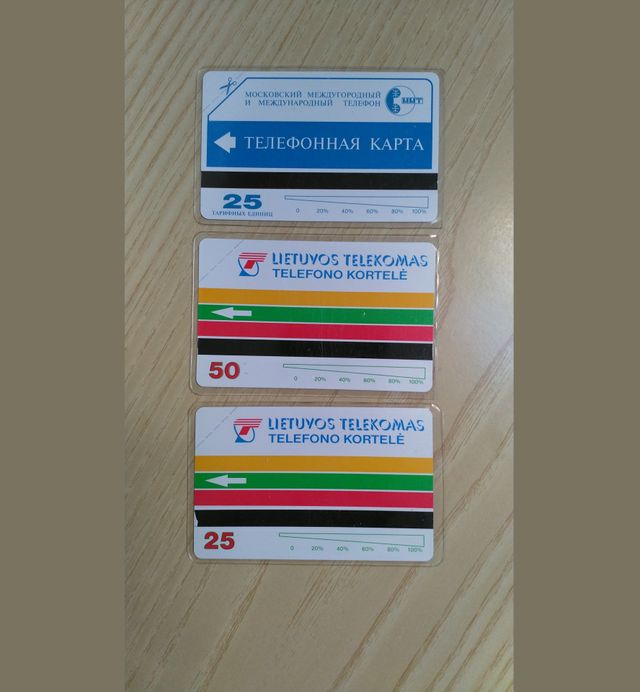 МОСКОВСКИЙ МЕЖДУГОРОДНЫЙ
И МЕЖДУНАРОДНЫЙ ТЕЛЕФОН
ММТ
ТЕЛЕФОННАЯ КАРТА
25
ТАРИФНЫХ ЕДИНИЦ
0 20% 40% 60% 80% 100%
LIETUVOS TELEKOMAS
TELEFONO KORTELĖ
50
0 20% 40% 60% 80% 100%
LIETUVOS TELEKOMAS
TELEFONO KORTELĖ
25
0 20% 40% 60% 80% 100%